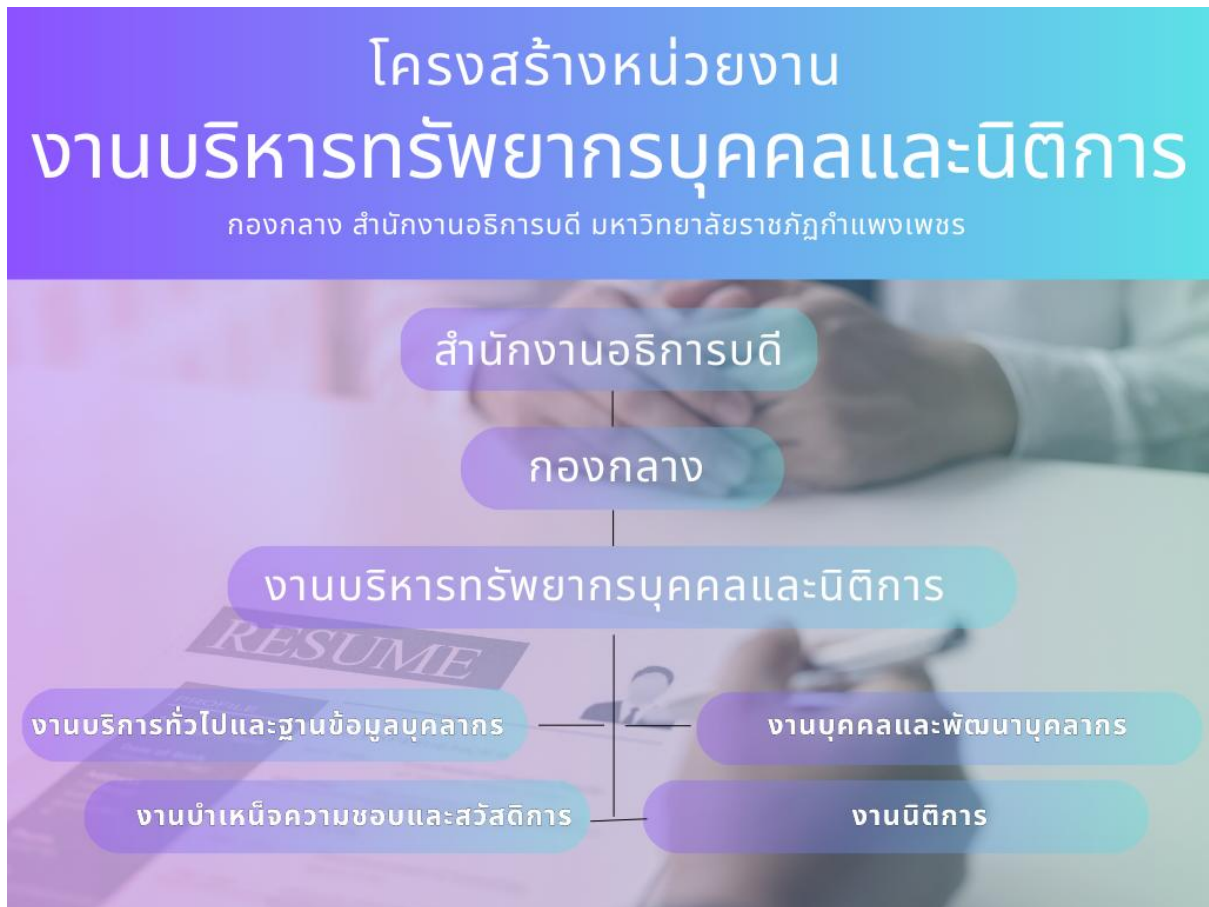 โครงสร้างหน่วยงาน
งานบริหารทรัพยากรบุคคลและนิติการ
กองกลาง สำนักงานอธิการบดี มหาวิทยาลัยราชภัฏกำแพงเพชร
สำนักงานอธิการบดี
กองกลาง
งานบริหารทรัพยากรบุคคลและนิติการ
RESUME
งานบริการทั่วไปและฐานข้อมูลบุคลากร
งานบุคคลและพัฒนาบุคลากร
งานบำเหน็จความชอบและสวัสดิการ
งานนิติการ